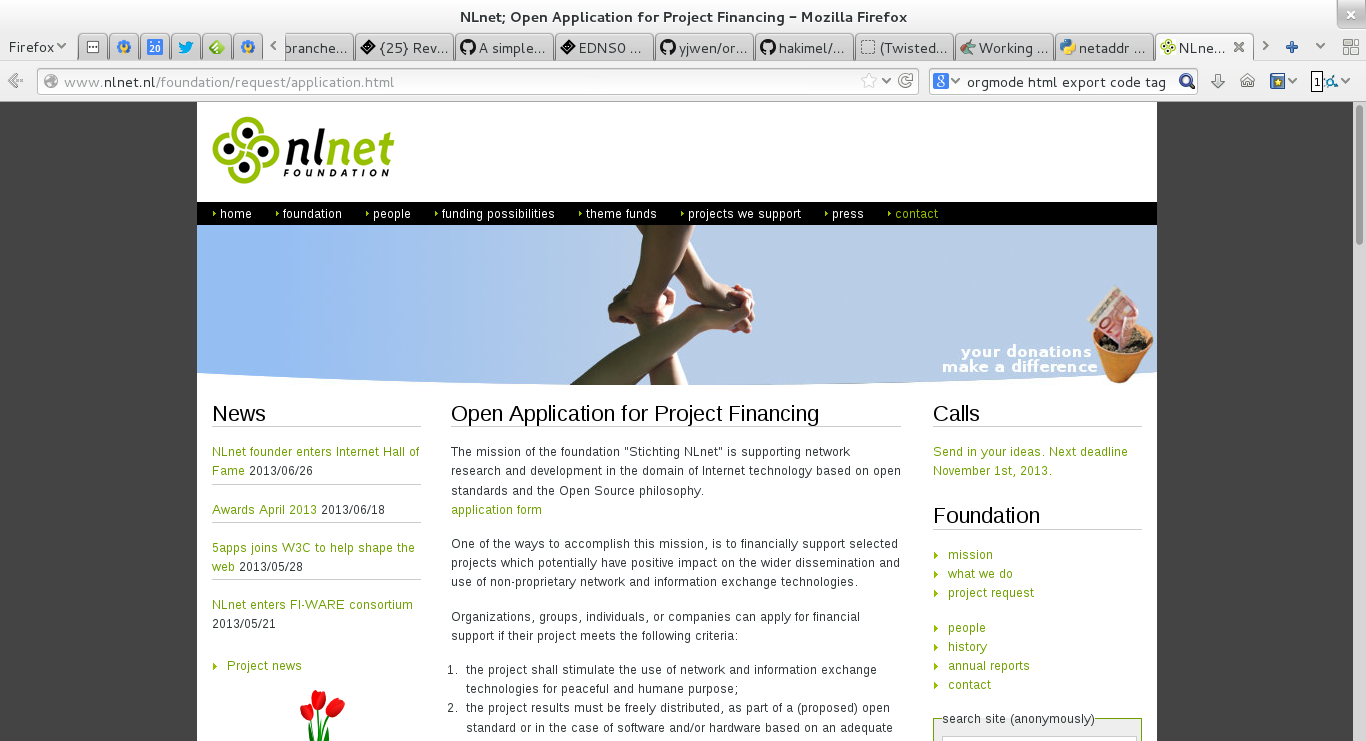 NLnet; Open Application for Project Financing – Mozilla Firefox
Firefox
20
branche...
{25} Rev...
A simple...
EDNS0 ...
yjwen/or...
hakimel/...
(Twisted...
Working ...
netaddr ...
NLne...
www.nlnet.nl/foundation/request/application.html
8
orgmode html export code tag
1
nlnet
FOUNDATION
home
foundation
people
funding possibilities
theme funds
projects we support
press
contact
your donations
make a difference
News
NLnet founder enters Internet Hall of
Fame 2013/06/26
Awards April 2013 2013/06/18
5apps joins W3C to help shape the
web 2013/05/28
NLnet enters FI-WARE consortium
2013/05/21
Project news
Open Application for Project Financing
The mission of the foundation "Stichting NLnet" is supporting network
research and development in the domain of Internet technology based on open
standards and the Open Source philosophy.
application form
One of the ways to accomplish this mission, is to financially support selected
projects which potentially have positive impact on the wider dissemination and
use of non-proprietary network and information exchange technologies.
Organizations, groups, individuals, or companies can apply for financial
support if their project meets the following criteria:
1. the project shall stimulate the use of network and information exchange
technologies for peaceful and humane purpose;
2. the project results must be freely distributed, as part of a (proposed) open
standard or in the case of software and/or hardware based on an adequate
Calls
Send in your ideas. Next deadline
November 1st, 2013.
Foundation
mission
what we do
project request
people
history
annual reports
contact
search site (anonymously)